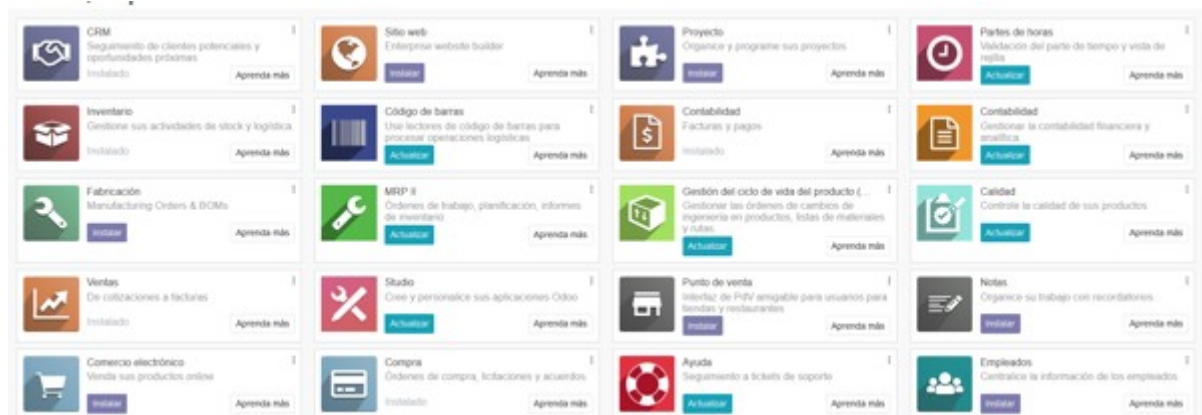 CRM
Seguimiento de clientes potenciales y
oportunidades próximas
Instalado
Aprenda más
Sitio web
Enterprise website builder
Instalar
Aprenda más
Proyecto
Organice y programe sus proyectos
Instalar
Aprenda más
Partes de horas
Validación del parte de tiempo y vista de
rejilla
Actualizar
Aprenda más
Inventario
Gestione sus actividades de stock y logística
Instalado
Aprenda más
Código de barras
Use lectores de código de barras para
procesar operaciones logísticas
Actualizar
Aprenda más
Contabilidad
Facturas y pagos
Instalado
Aprenda más
Contabilidad
Gestionar la contabilidad financiera y
analítica
Actualizar
Aprenda más
Fabricación
Manufacturing Orders & BOMs
Instalar
Aprenda más
MRP II
Órdenes de trabajo, planificación, informes
de inventario
Actualizar
Aprenda más
Gestión del ciclo de vida del producto (...
Gestionar las órdenes de cambios de
ingeniería en productos, listas de materiales
y rutas
Actualizar
Aprenda más
Calidad
Controle la calidad de sus productos
Actualizar
Aprenda más
Ventas
De cotizaciones a facturas
Instalado
Aprenda más
Studio
Cree y personalice sus aplicaciones Odoo
Actualizar
Aprenda más
Punto de venta
Interfaz de PdV amigable para usuarios para
tiendas y restaurantes
Instalar
Aprenda más
Notas
Organice su trabajo con recordatorios
Instalar
Aprenda más
Comercio electrónico
Venda sus productos online
Instalar
Aprenda más
Compra
Órdenes de compra, licitaciones y acuerdos
Instalado
Aprenda más
Ayuda
Seguimiento a tickets de soporte
Actualizar
Aprenda más
Empleados
Centralice la información de los empleados
Instalar
Aprenda más